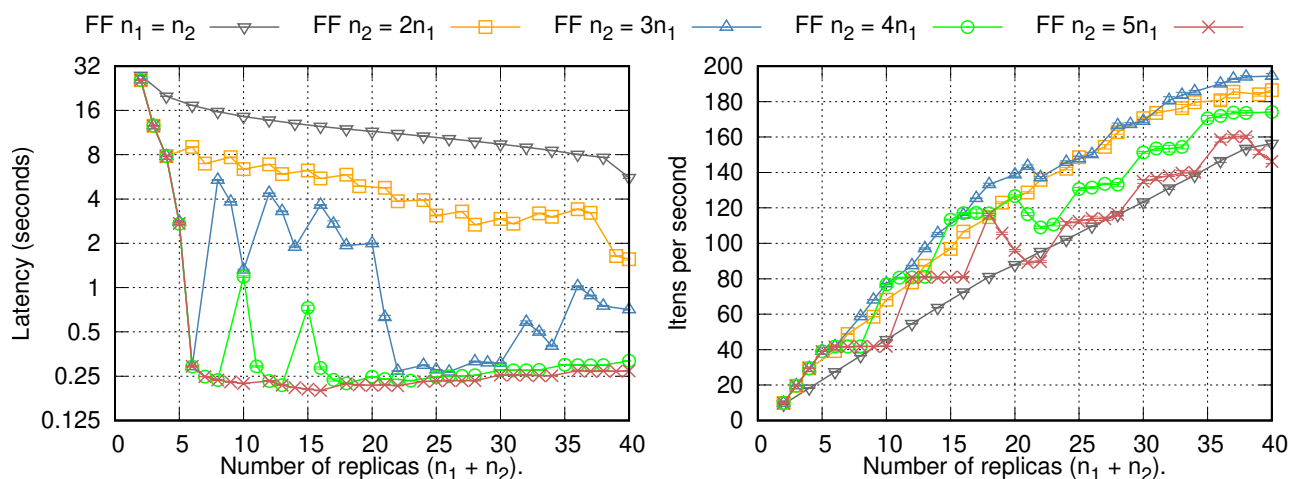 FF n₁ = n₂ FF n₂ = 2n₁ FF n₂ = 3n₁ FF n₂ = 4n₁ FF n₂ = 5n₁
Latency (seconds)
32
16
8
4
2
1
0.5
0.25
0.125
0 5 10 15 20 25 30 35 40
Number of replicas (n₁ + n₂).
Itens per second
200
180
160
140
120
100
80
60
40
20
0
0 5 10 15 20 25 30 35 40
Number of replicas (n₁ + n₂).